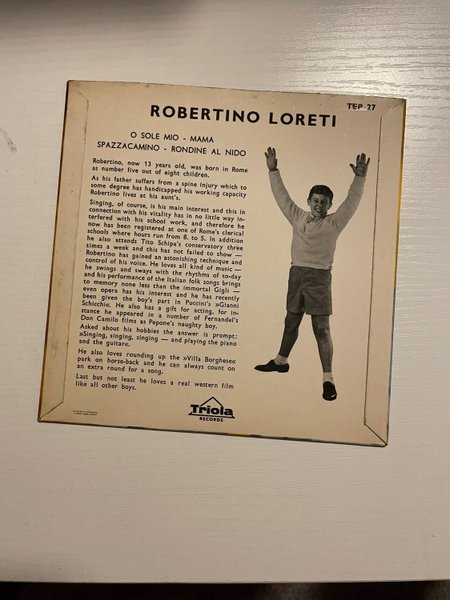 TEP 27
ROBERTINO LORETI
O SOLE MIO - MAMA
SPAZZACAMINO - RONDINE AL NIDO
Robertino, now 13 years old, was born in Rome
as number five out of eight children.
As his father suffers from a spine injury which to
some degree has handicapped his working capacity
Robertino lives at his aunt's.
Singing, of course, is his main interest and this in
connection with his vitality has in no little way in-
terfered with his school work, and therefore he
now has been registered at one of Rome's clerical
schools where hours run from 8. to 5. In addition
he also attends Tito Schipa's conservatory three
times a week and this has not failed to show —
Robertino has gained an astonishing technique and
control of his voice. He loves all kind of music —
he swings and sways with the rhythms of to-day
and his performance of the Italian folk songs brings
to memory none less than the immortal Gigli —
even opera has his interest and he has recently
been given the boy's part in Puccini's »Gianni
Schicchi«. He also has a gift for acting, for in-
stance he appeared in a number of Fernandel's
Don Camilo films as Pepone's naughty boy.
Asked about his hobbies the answer is prompt:
»Singing, singing, singing — and playing the piano
and the guitar«.
He also loves rounding up the »Villa Borghese«
park on horse-back and he can always count on
an extra round for a song.
Last but not least he loves a real western film
like all other boys.
Triola
RECORDS